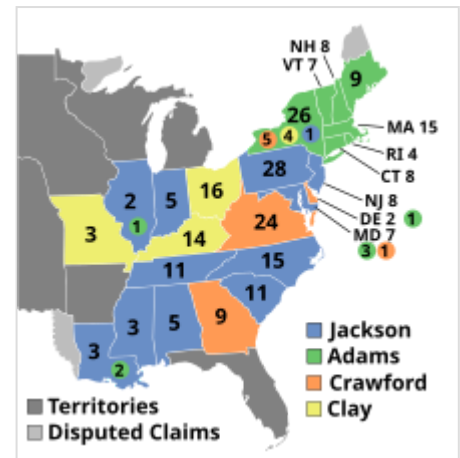 NH 8
VT 7
9
26
5 4 1
MA 15
RI 4
CT 8
28
NJ 8
DE 2 1
MD 7
3 1
2
1
5
16
24
3
14
11
15
11
3
5
9
3
2
Jackson
Adams
Crawford
Clay
Territories
Disputed Claims